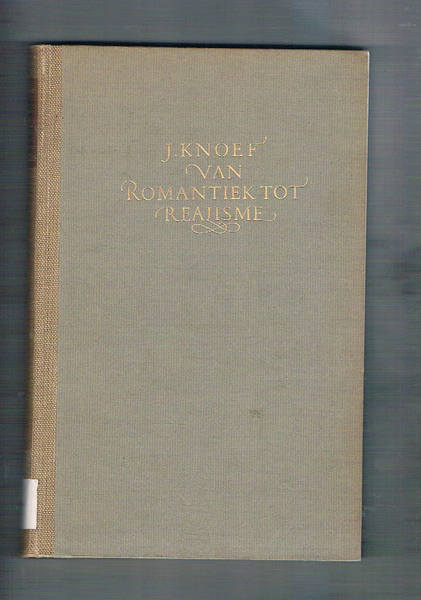 J. KNOEF
VAN
ROMANTIEK TOT
REALISME